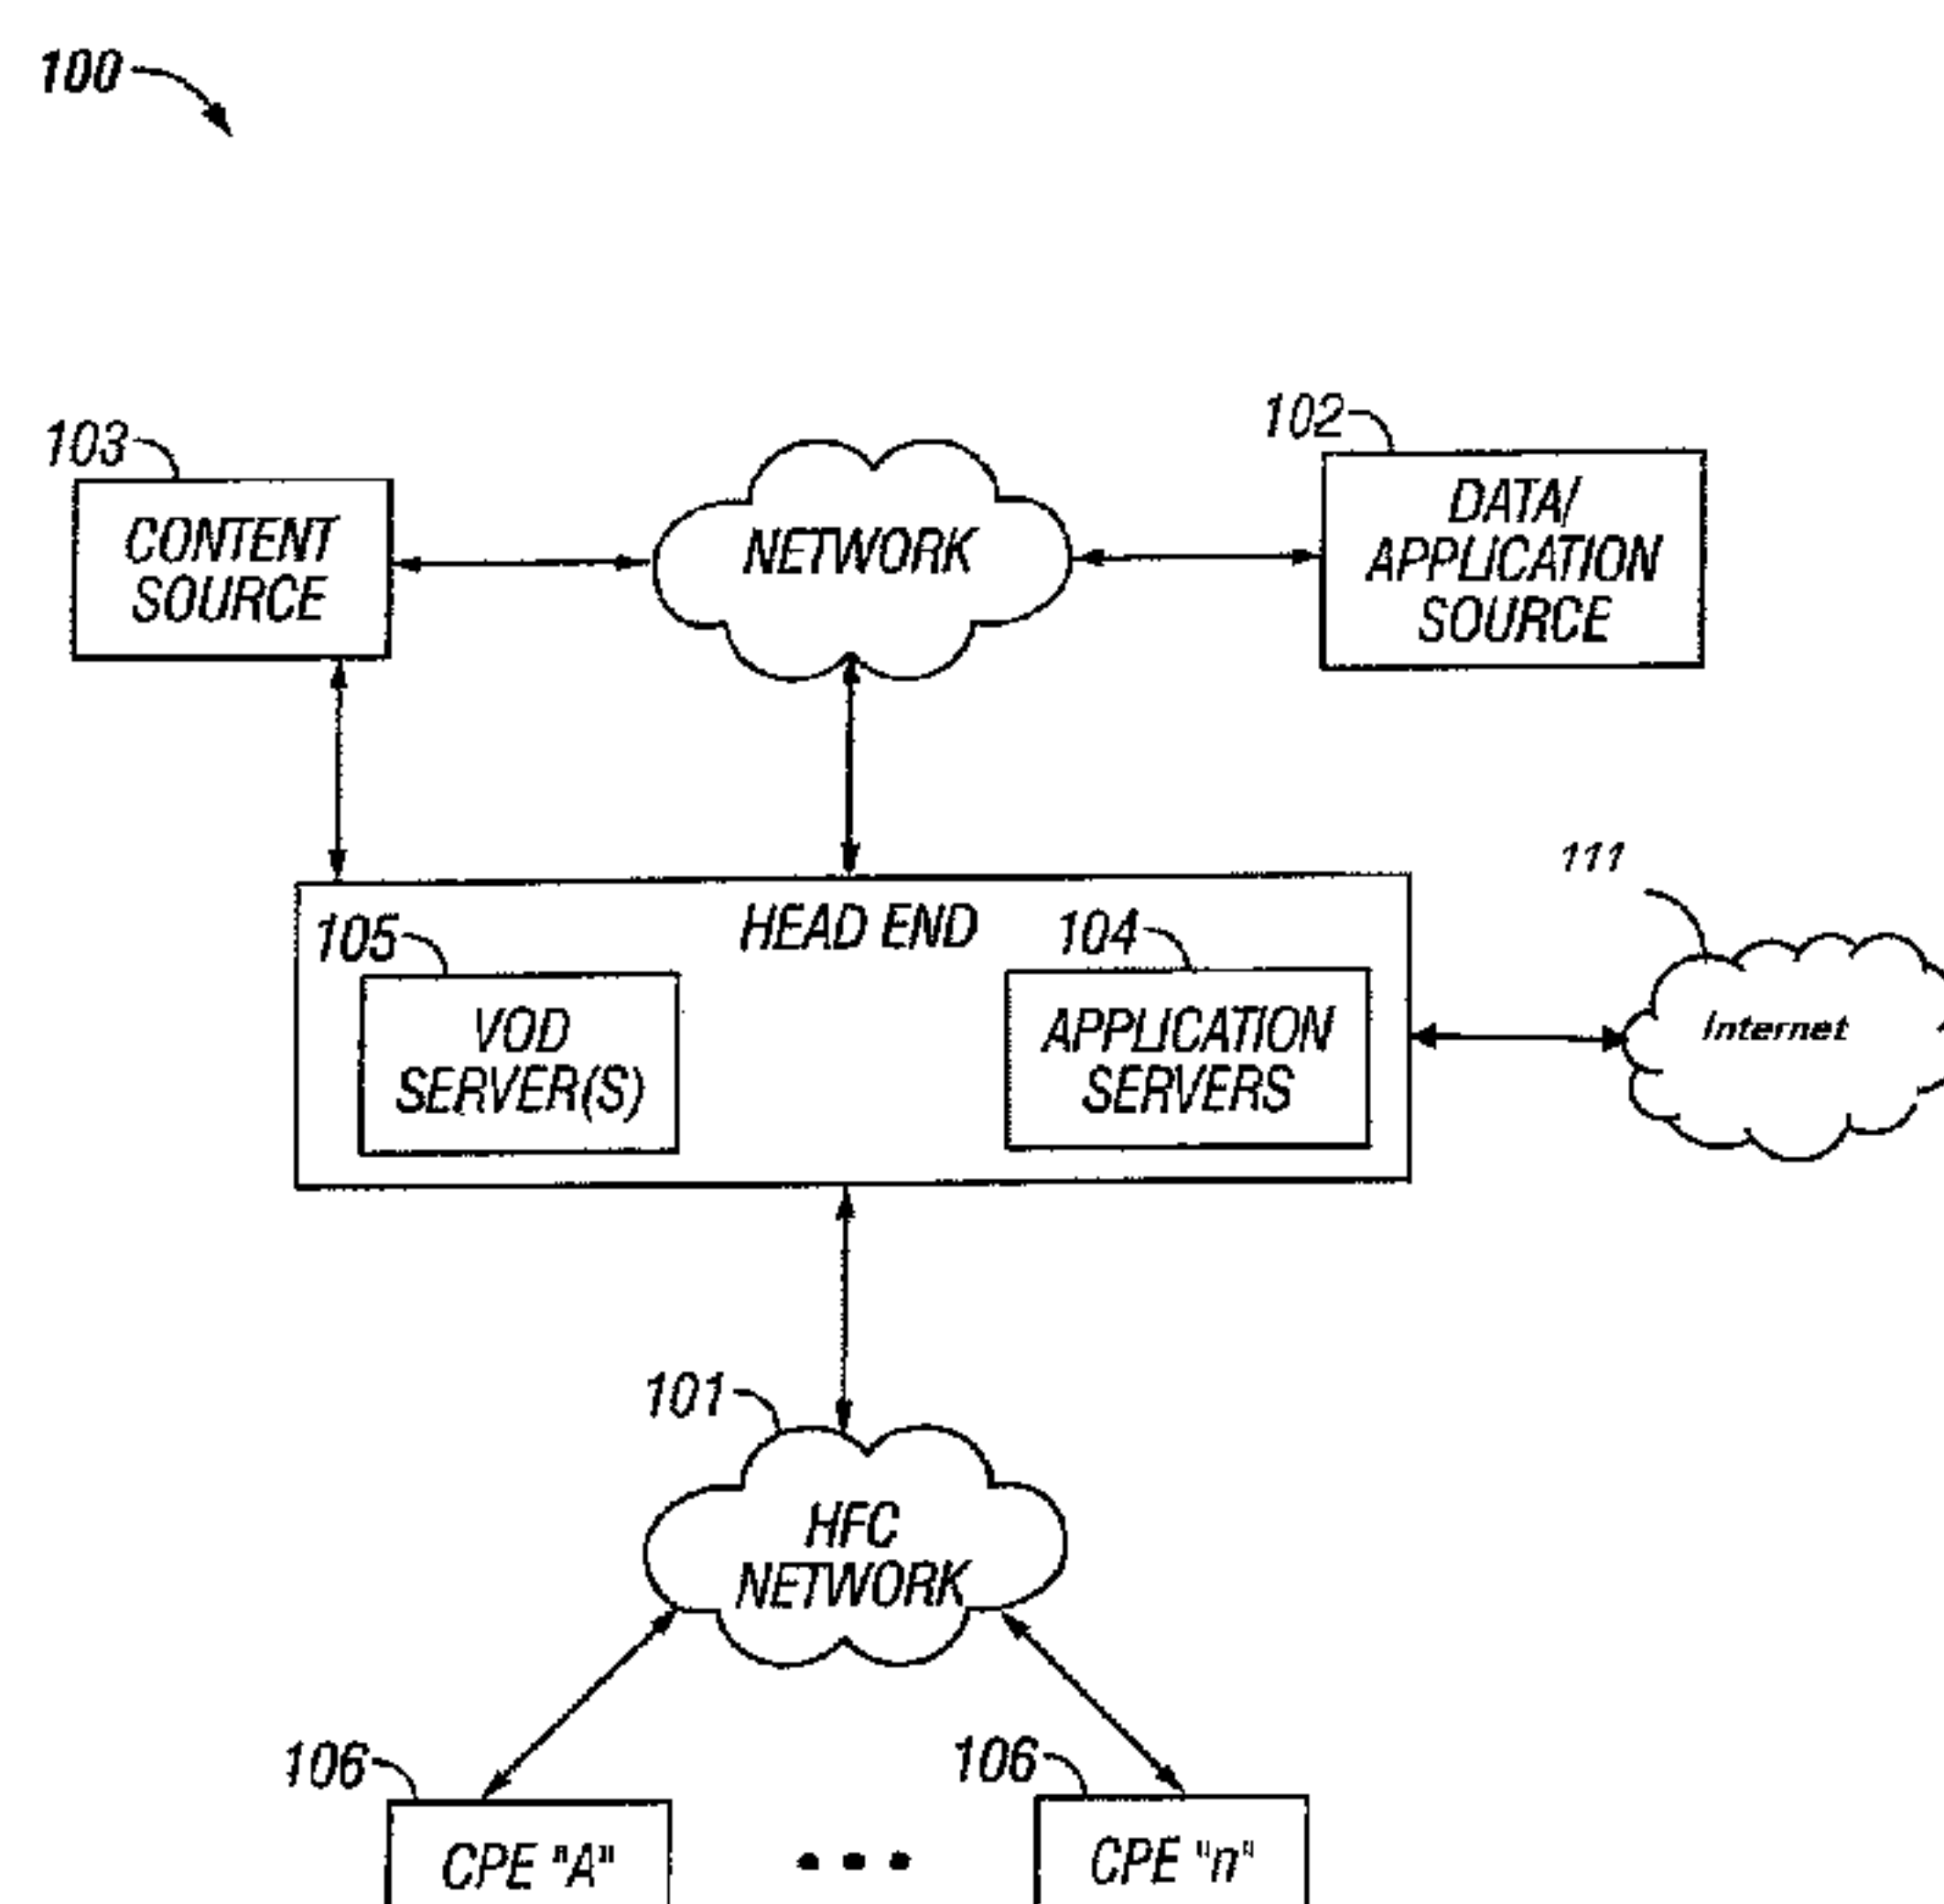 100
103
102
CONTENT
SOURCE
NETWORK
DATA/
APPLICATION
SOURCE
111
HEAD END
105
104
VOD
SERVER(S)
APPLICATION
SERVERS
Internet
101
HFC
NETWORK
106
106
CPE "A"
CPE "n"